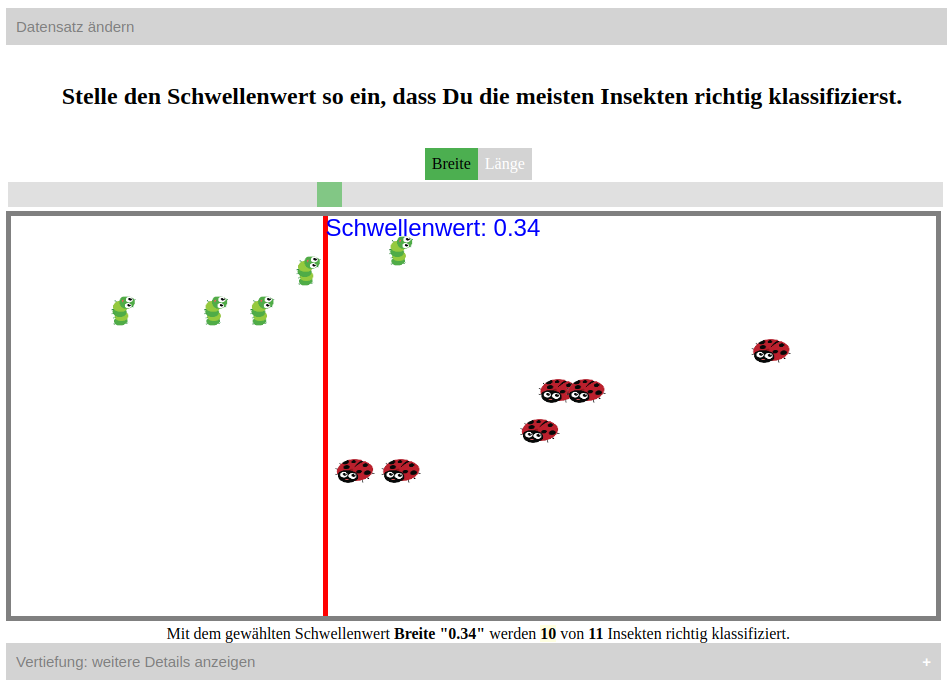 Datensatz ändern
Stelle den Schwellenwert so ein, dass Du die meisten Insekten richtig klassifizierst.
Breite Länge
Schwellenwert: 0.34
Mit dem gewählten Schwellenwert Breite "0.34" werden 10 von 11 Insekten richtig klassifiziert.
Vertiefung: weitere Details anzeigen +